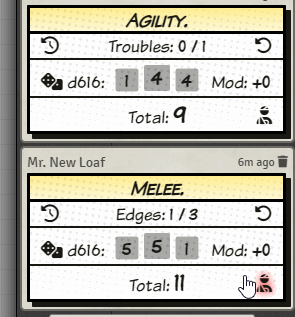 AGILITY.
Troubles: 0 / 1
d616: 1 4 4 Mod: +0
Total: 9
Mr. New Loaf 6m ago
MELEE.
Edges: 1 / 3
d616: 5 5 1 Mod: +0
Total: 11